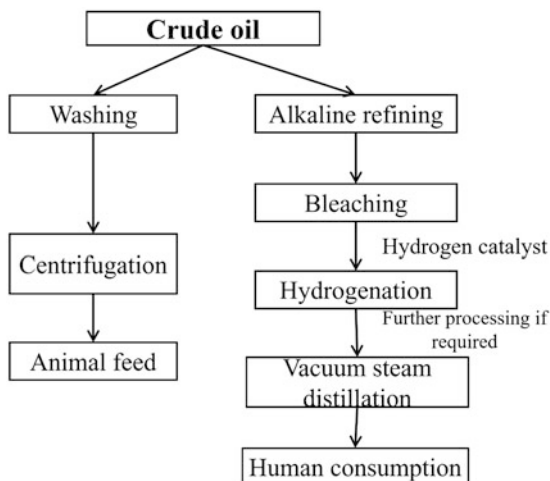 Crude oil
Washing
Centrifugation
Animal feed
Alkaline refining
Bleaching
Hydrogen catalyst
Hydrogenation
Further processing if
required
Vacuum steam
distillation
Human consumption